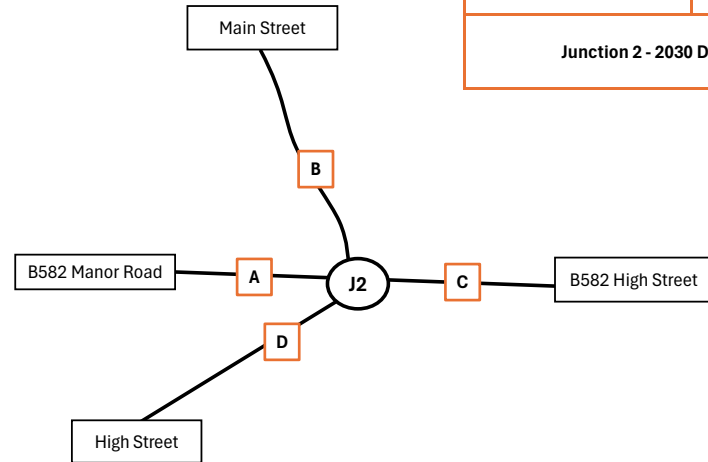 Main Street
Junction 2 - 2030 D
B
B582 Manor Road
A
J2
C
B582 High Street
D
High Street